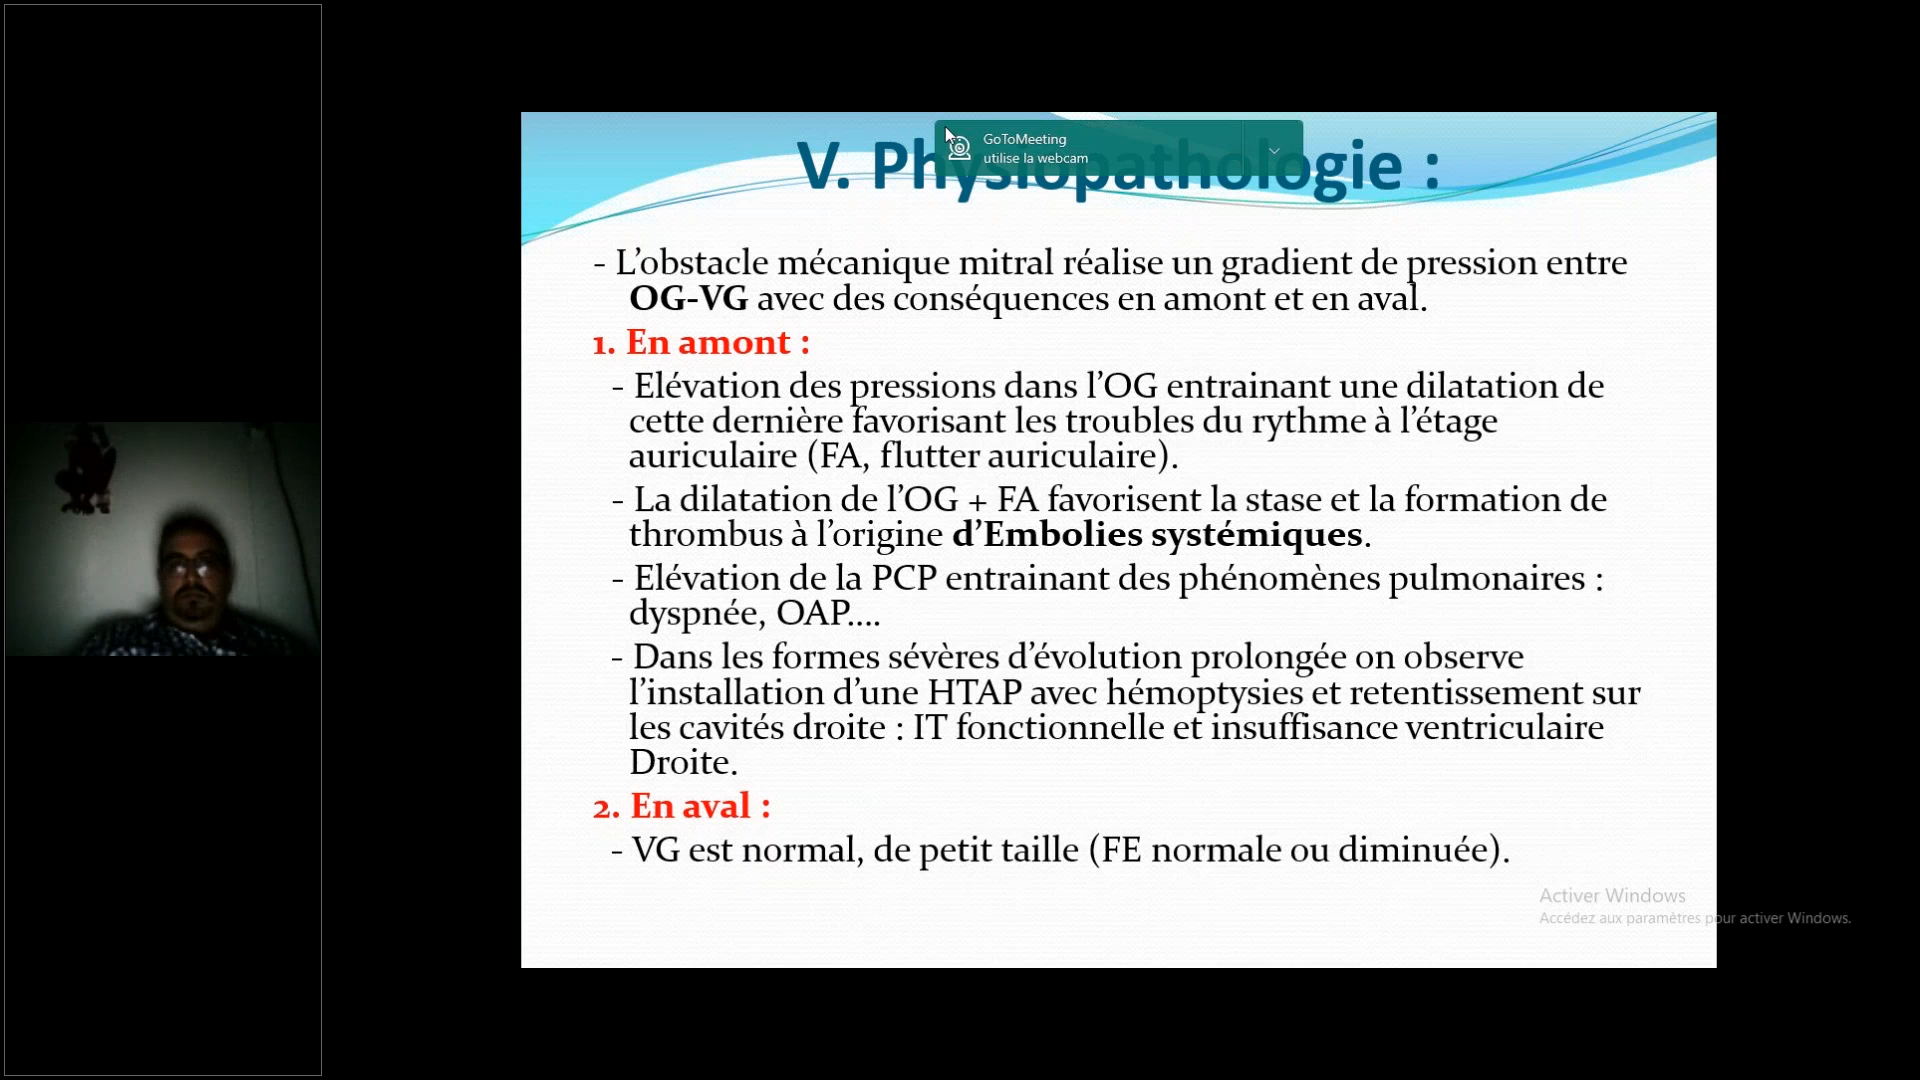 GoToMeeting
utilise la webcam
V. Physiopathologie :
- L’obstacle mécanique mitral réalise un gradient de pression entre
OG-VG avec des conséquences en amont et en aval.
1. En amont :
- Elévation des pressions dans l’OG entrainant une dilatation de
cette dernière favorisant les troubles du rythme à l’étage
auriculaire (FA, flutter auriculaire).
- La dilatation de l’OG + FA favorisent la stase et la formation de
thrombus à l’origine d’Embolies systémiques.
- Elévation de la PCP entrainant des phénomènes pulmonaires :
dyspnée, OAP....
- Dans les formes sévères d’évolution prolongée on observe
l’installation d’une HTAP avec hémoptysies et retentissement sur
les cavités droite : IT fonctionnelle et insuffisance ventriculaire
Droite.
2. En aval :
- VG est normal, de petit taille (FE normale ou diminuée).
Activer Windows
Accédez aux paramètres pour activer Windows.